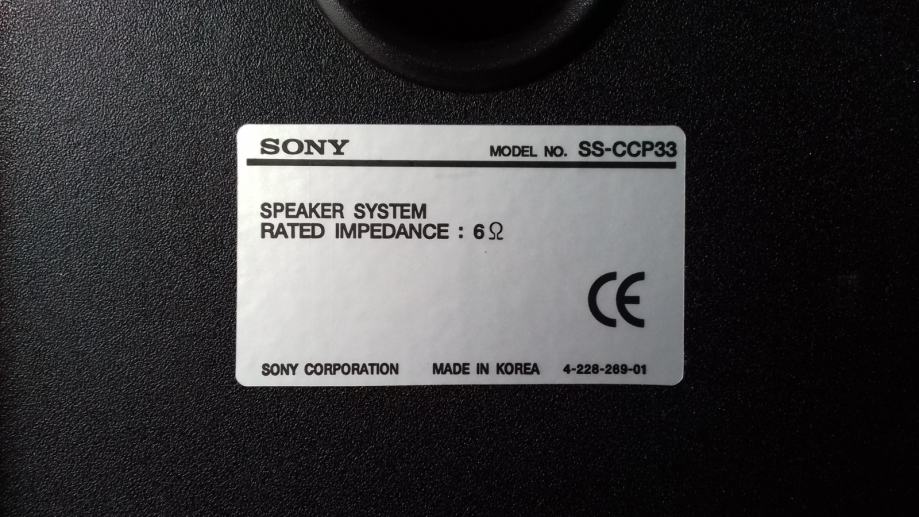 SONY MODEL NO. SS-CCP33
SPEAKER SYSTEM
RATED IMPEDANCE : 6Ω
CE
SONY CORPORATION MADE IN KOREA 4-228-269-01